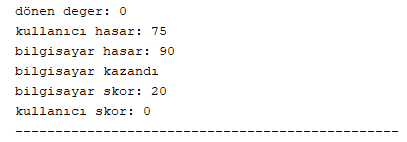 dönen deger: 0
kullanıcı hasar: 75
bilgisayar hasar: 90
bilgisayar kazandı
bilgisayar skor: 20
kullanıcı skor: 0
--------------------------------------------------